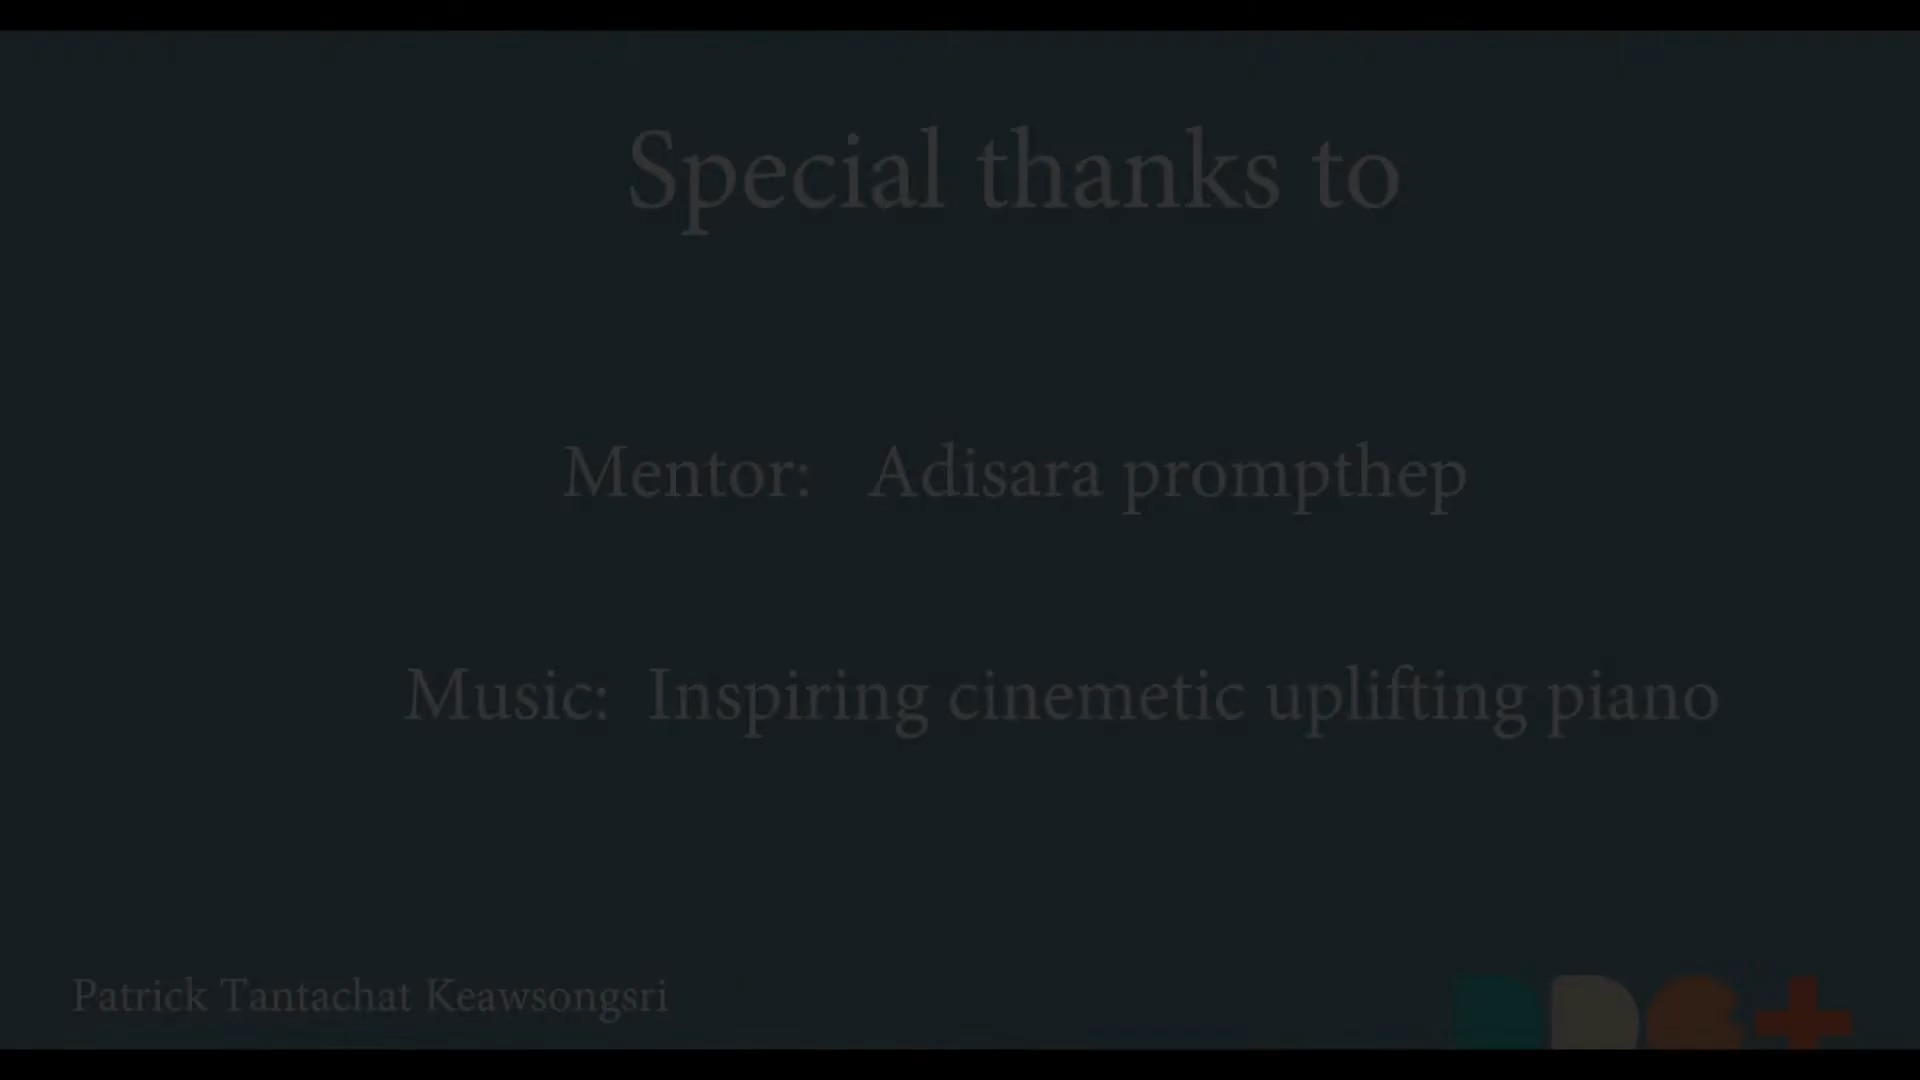 Special thanks to
Mentor: Adisara prompthep
Music: Inspiring cinemetic uplifting piano
Patrick Tantachat Keawsongsri